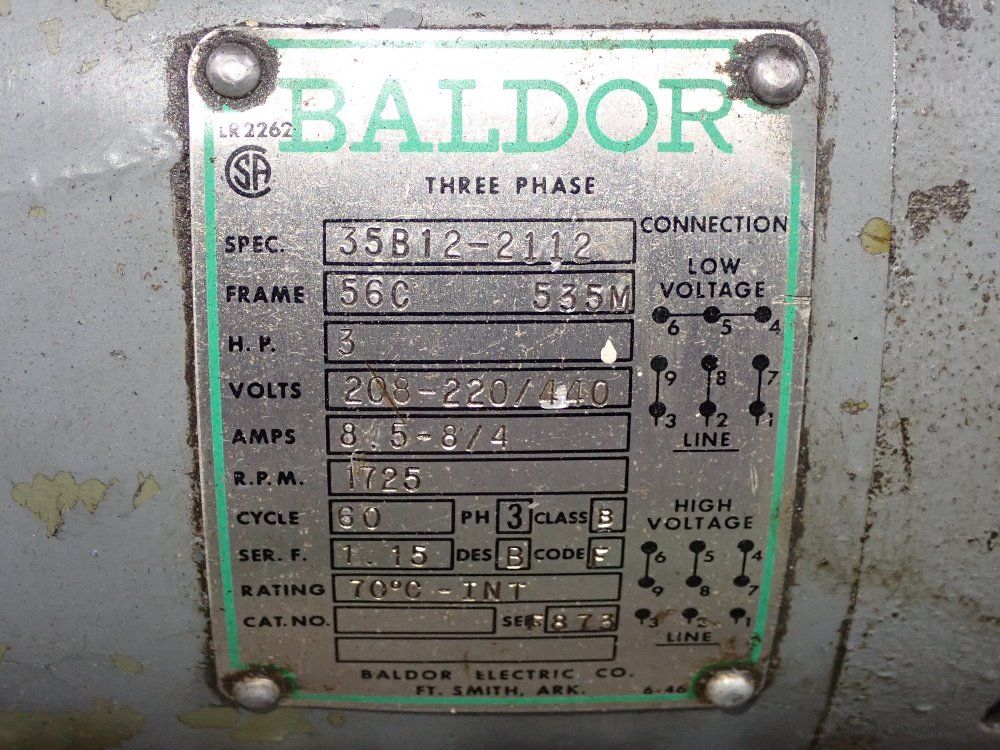 BALDOR
LR2262
SA
THREE PHASE
SPEC. 35B12-2112
FRAME 56C 535M
H.P. 3
VOLTS 208-220/440
AMPS 8.5-8/4
R.P.M. 1725
CYCLE 60 PH 3 CLASS B
SER. F. 1.15 DES B CODE F
RATING 70°C-INT
CAT. NO. SER F873
BALDOR ELECTRIC CO.
FT. SMITH, ARK. 6-46
CONNECTION
LOW
VOLTAGE
6 5 4
9 8 7
3 2 1
LINE
HIGH
VOLTAGE
6 5 4
9 8 7
3 2 1
LINE